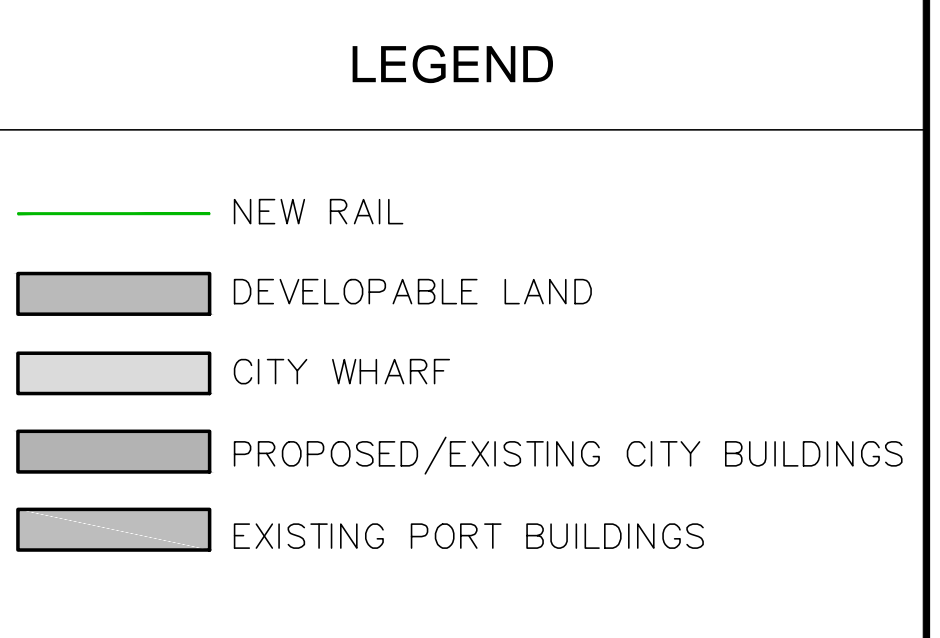 LEGEND
NEW RAIL
DEVELOPABLE LAND
CITY WHARF
PROPOSED/EXISTING CITY BUILDINGS
EXISTING PORT BUILDINGS